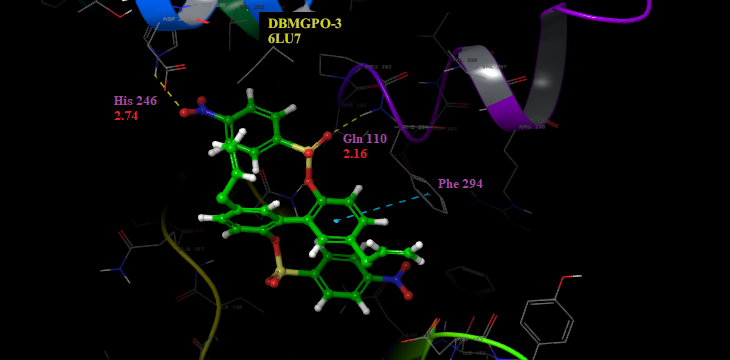 DBMGPO-3
6LU7
His 246
2.74
Gln 110
2.16
Phe 294